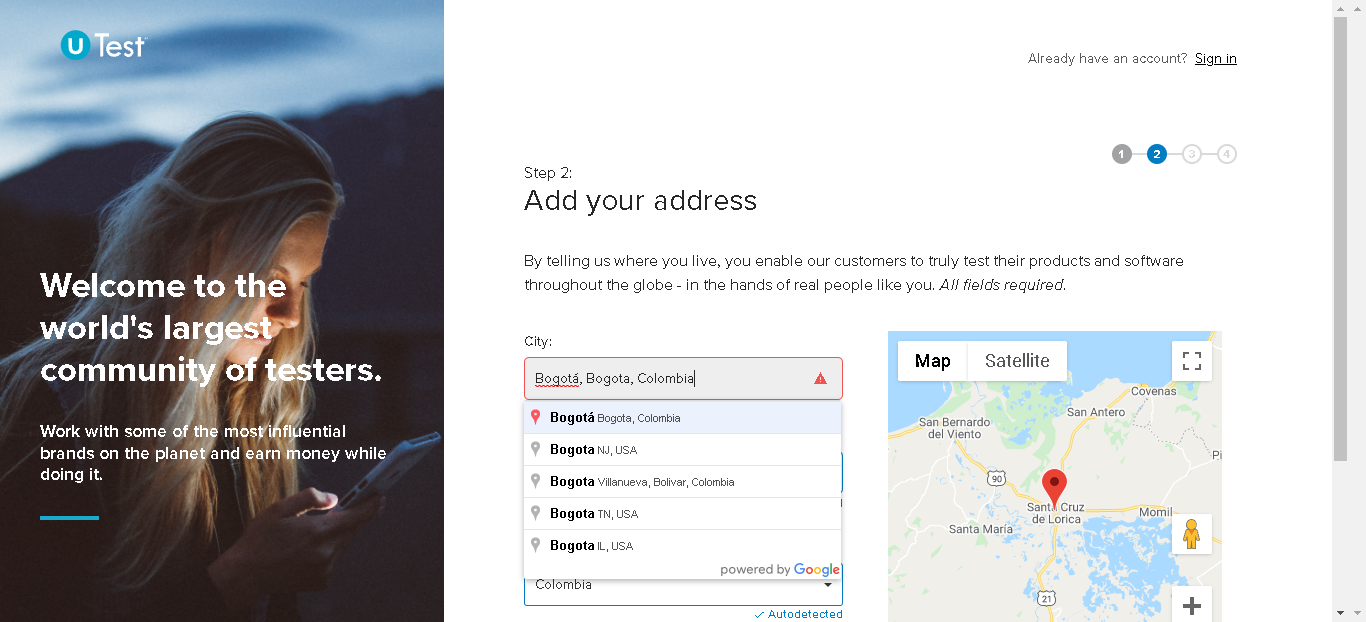 U Test
Already have an account? Sign in
1 2 3 4
Step 2:
Add your address
Welcome to the
world's largest
community of testers.
Work with some of the most influential
brands on the planet and earn money while
doing it.
By telling us where you live, you enable our customers to truly test their products and software
throughout the globe - in the hands of real people like you. All fields required.
City:
Bogotá, Bogota, Colombia
Bogotá Bogota, Colombia
Bogota NJ, USA
Bogota Villanueva, Bolivar, Colombia
Bogota TN, USA
Bogota IL, USA
powered by Google
Colombia
Autodetected
Map Satellite
Covenas
San Antero
San Bernardo
del Viento
90
Santa Cruz
de Lorica
Momil
Santa María
21